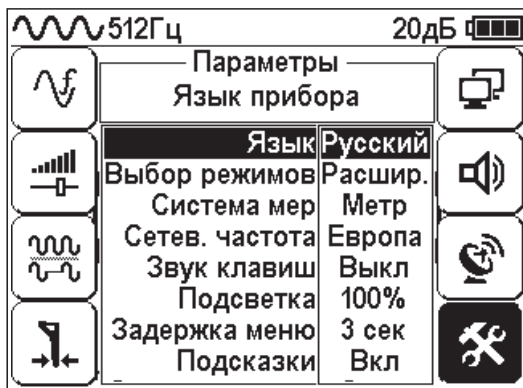 512Гц 20дБ
Параметры
Язык прибора
Язык Русский
Выбор режимов Расшир.
Система мер Метр
Сетев. частота Европа
Звук клавиш Выкл
Подсветка 100%
Задержка меню 3 сек
Подсказки Вкл